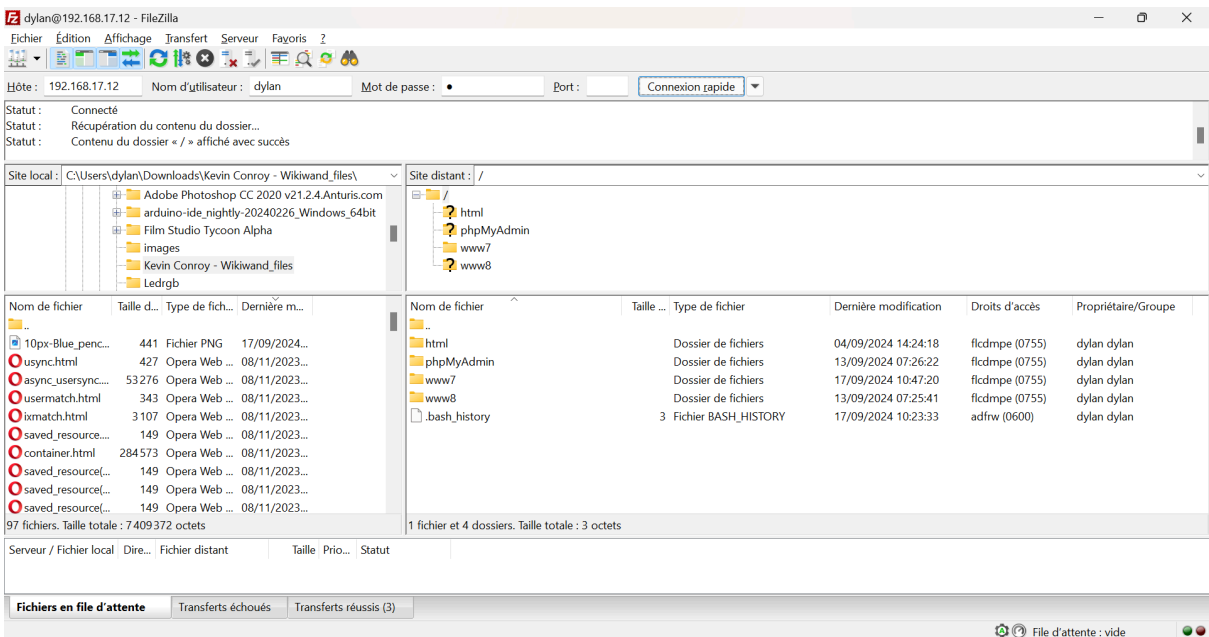 dylan@192.168.17.12 - FileZilla
Fichier Édition Affichage Transfert Serveur Favoris ?
Hôte : 192.168.17.12 Nom d'utilisateur : dylan Mot de passe : ● Port : Connexion rapide
Statut : Connecté
Statut : Récupération du contenu du dossier...
Statut : Contenu du dossier « / » affiché avec succès
Site local : C:\Users\dylan\Downloads\Kevin Conroy - Wikiwand_files\
Adobe Photoshop CC 2020 v21.2.4.Anturis.com
arduino-ide_nightly-20240226_Windows_64bit
Film Studio Tycoon Alpha
images
Kevin Conroy - Wikiwand_files
Ledrgb
Site distant : /
/
html
phpMyAdmin
www7
www8
Nom de fichier Taille d... Type de fich... Dernière m...
..
10px-Blue_penc... 441 Fichier PNG 17/09/2024...
usync.html 427 Opera Web ... 08/11/2023...
async_usersync.... 53 276 Opera Web ... 08/11/2023...
usermatch.html 343 Opera Web ... 08/11/2023...
ixmatch.html 3 107 Opera Web ... 08/11/2023...
saved_resource.... 149 Opera Web ... 08/11/2023...
container.html 284 573 Opera Web ... 08/11/2023...
saved_resource(... 149 Opera Web ... 08/11/2023...
saved_resource(... 149 Opera Web ... 08/11/2023...
saved_resource(... 149 Opera Web ... 08/11/2023...
97 fichiers. Taille totale : 7 409 372 octets
Nom de fichier Taille ... Type de fichier Dernière modification Droits d'accès Propriétaire/Groupe
..
html Dossier de fichiers 04/09/2024 14:24:18 flcdmpe (0755) dylan dylan
phpMyAdmin Dossier de fichiers 13/09/2024 07:26:22 flcdmpe (0755) dylan dylan
www7 Dossier de fichiers 17/09/2024 10:47:20 flcdmpe (0755) dylan dylan
www8 Dossier de fichiers 13/09/2024 07:25:41 flcdmpe (0755) dylan dylan
.bash_history 3 Fichier BASH_HISTORY 17/09/2024 10:23:33 adfrw (0600) dylan dylan
1 fichier et 4 dossiers. Taille totale : 3 octets
Serveur / Fichier local Dire... Fichier distant Taille Prio... Statut
Fichiers en file d'attente Transferts échoués Transferts réussis (3)
File d'attente : vide